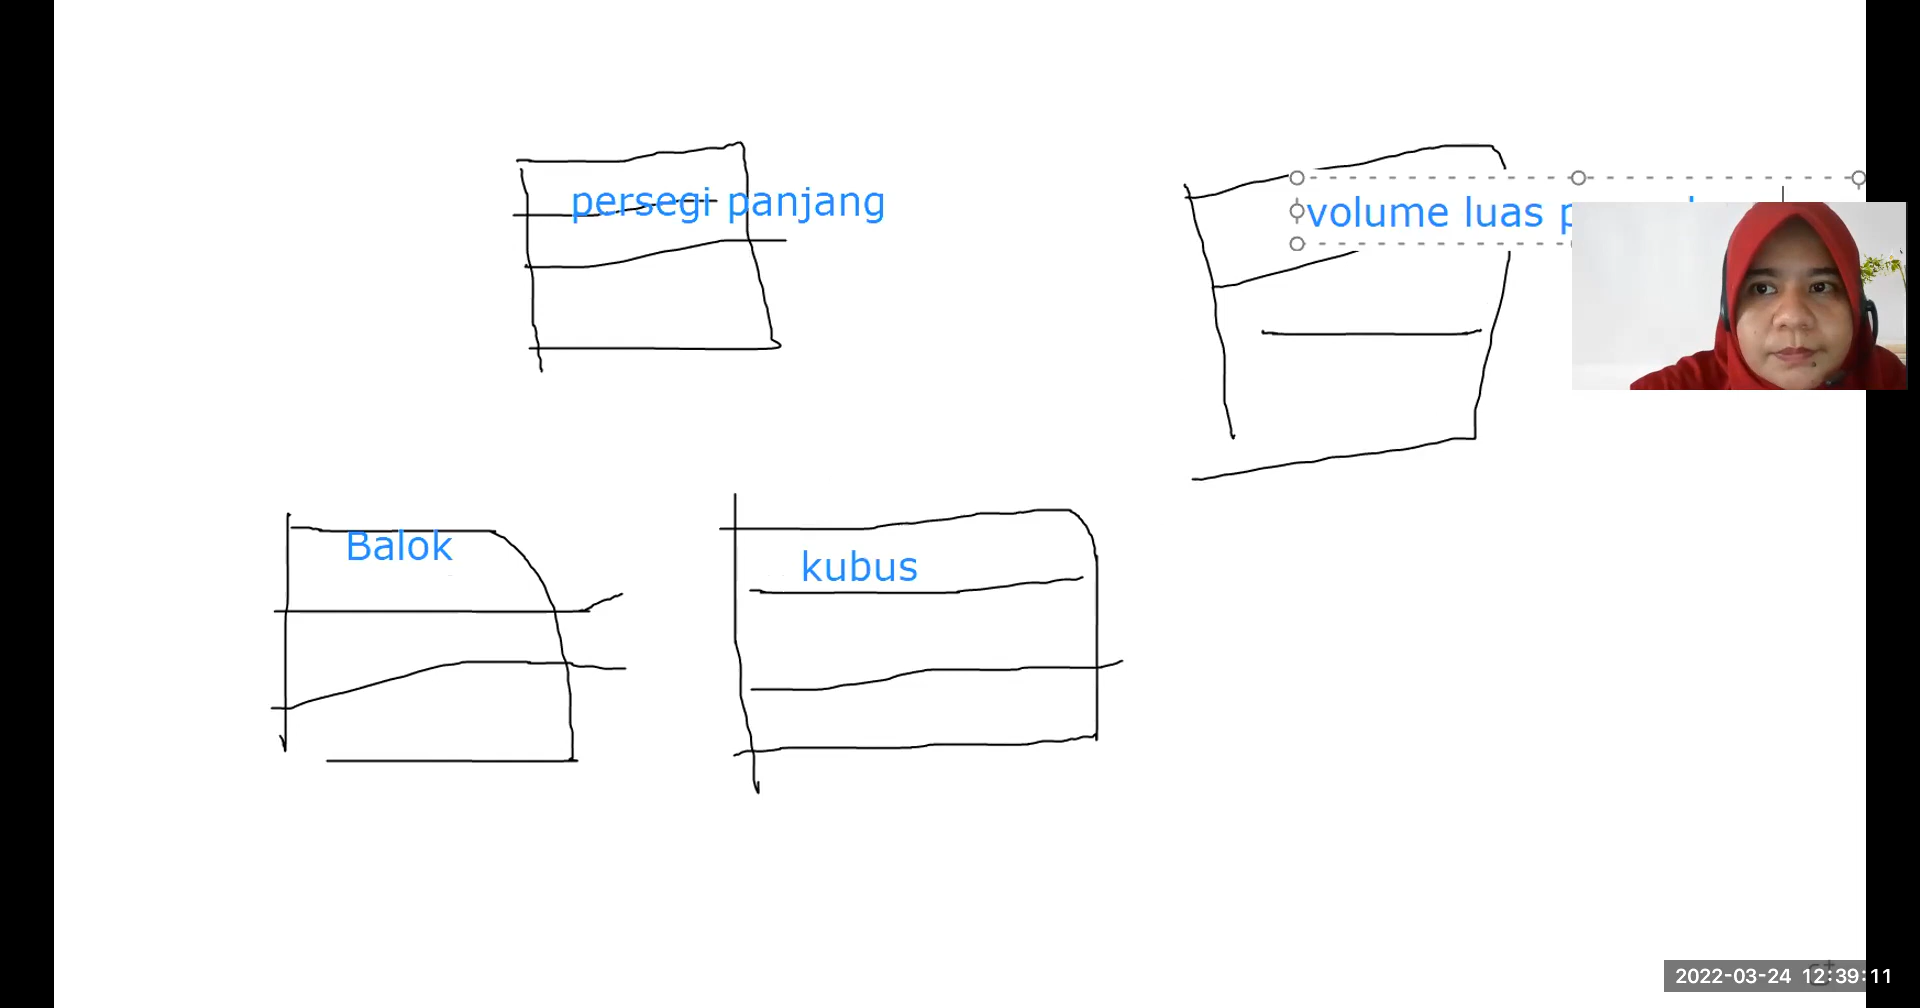 persegi panjang
volume luas
Balok
kubus
2022-03-24 12:39:11